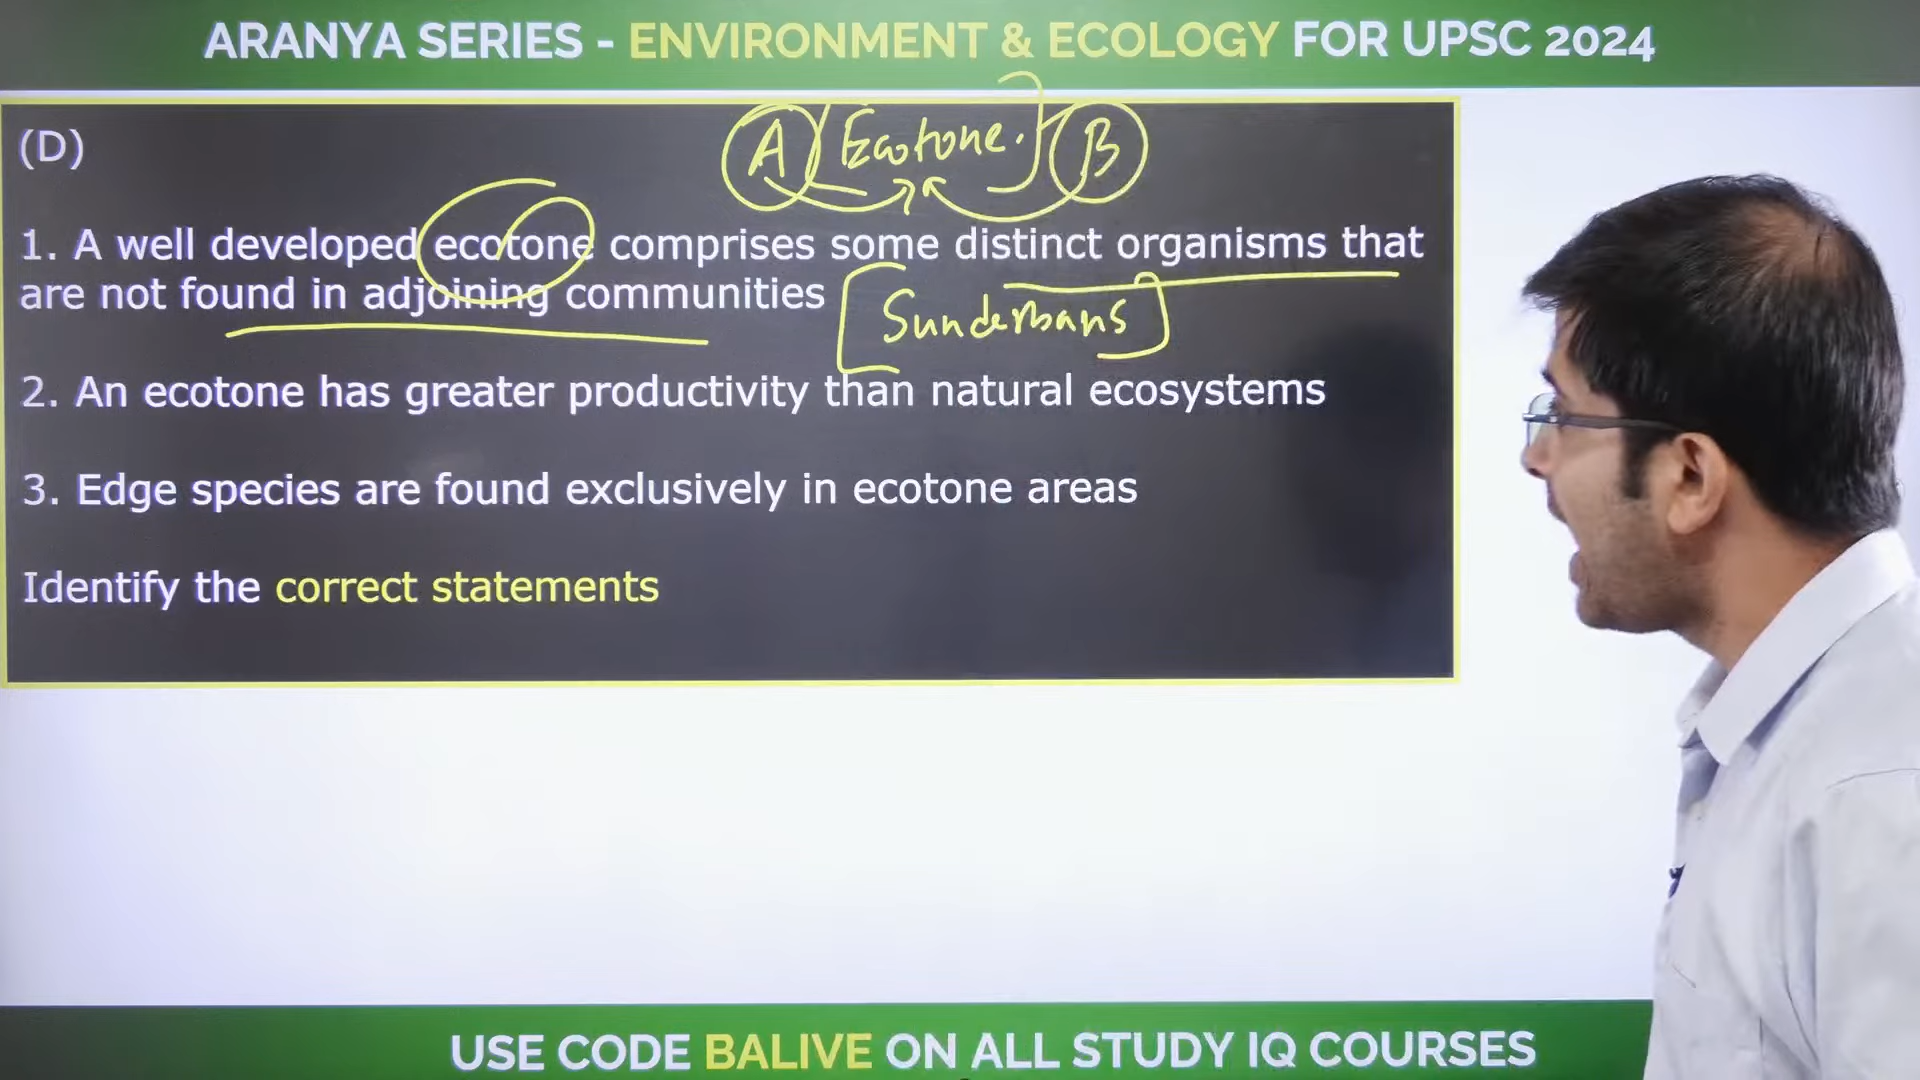 ARANYA SERIES - ENVIRONMENT & ECOLOGY FOR UPSC 2024
A Ecotone. B
(D)
1. A well developed ecotone comprises some distinct organisms that
are not found in adjoining communities
Sunderbans
2. An ecotone has greater productivity than natural ecosystems
3. Edge species are found exclusively in ecotone areas
Identify the correct statements
USE CODE BALIVE ON ALL STUDY IQ COURSES